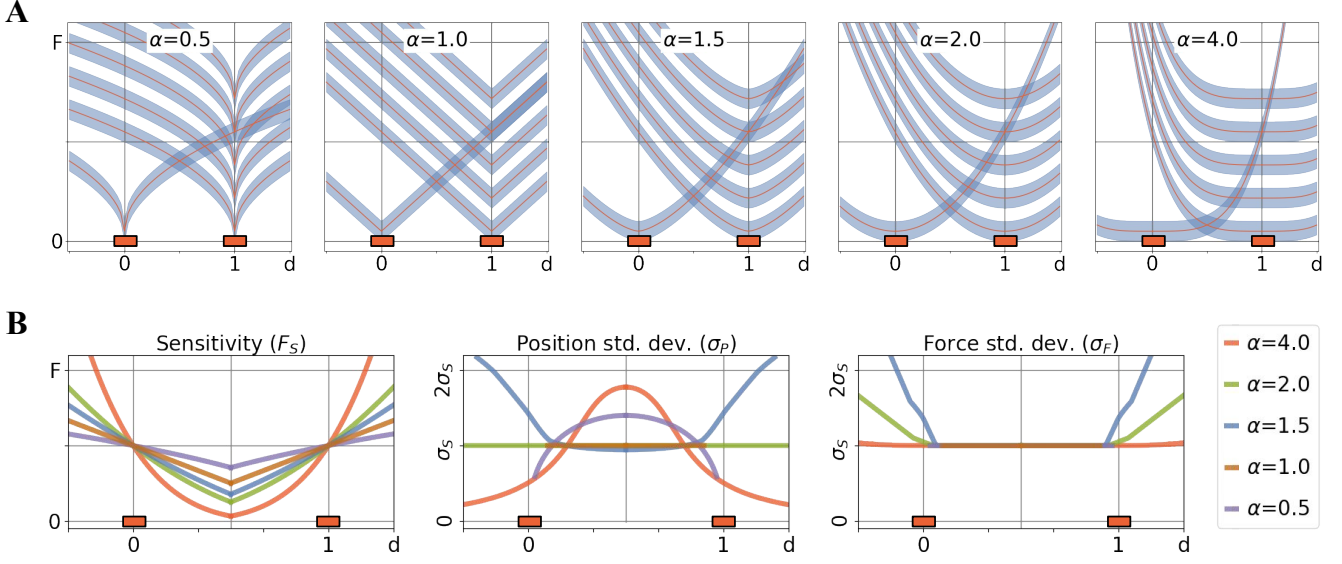 A
α=0.5 α=1.0 α=1.5 α=2.0 α=4.0
F
0
0 1 d 0 1 d 0 1 d 0 1 d 0 1 d
B
Sensitivity (F_S) Position std. dev. (σ_P) Force std. dev. (σ_F)
F 2σ_S 2σ_S α=4.0
α=2.0
σ_S σ_S α=1.5
α=1.0
0 0 0 α=0.5
0 1 d 0 1 d 0 1 d